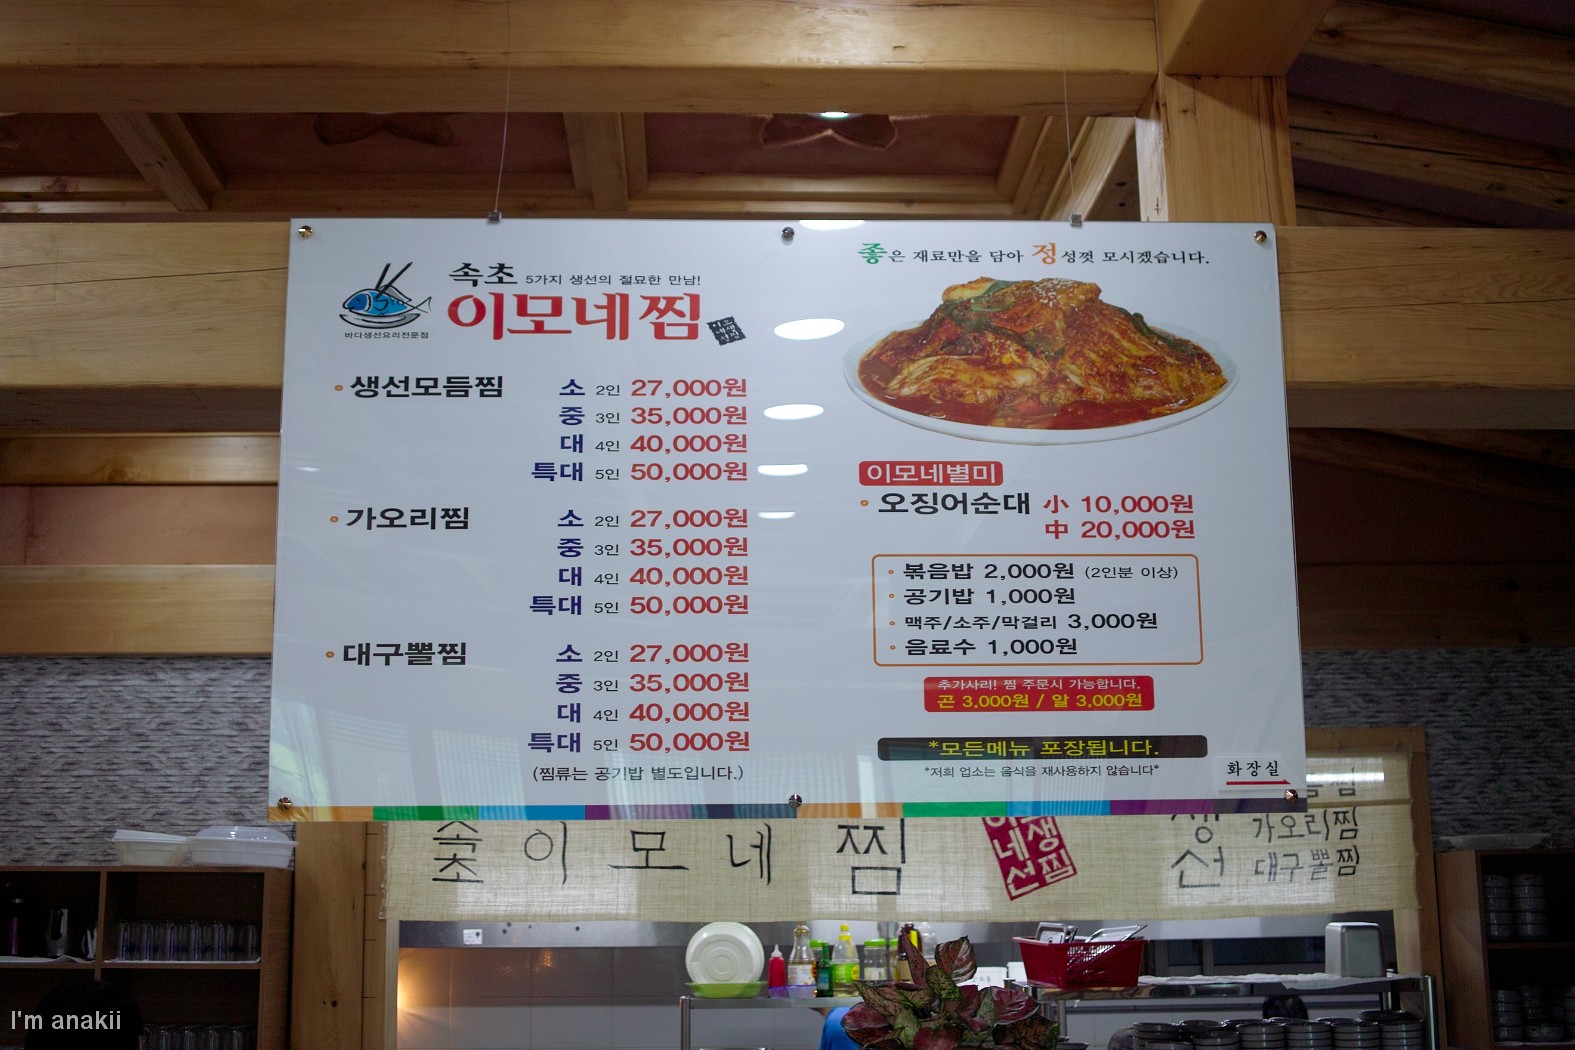 속초 5가지 생선의 절묘한 만남!
이모네찜
바다생선요리전문점
생선모듬찜 소 2인 27,000원
중 3인 35,000원
대 4인 40,000원
특대 5인 50,000원
가오리찜 소 2인 27,000원
중 3인 35,000원
대 4인 40,000원
특대 5인 50,000원
대구뽈찜 소 2인 27,000원
중 3인 35,000원
대 4인 40,000원
특대 5인 50,000원
(찜류는 공기밥 별도입니다.)
좋은 재료만을 담아 정성껏 모시겠습니다.
이모네별미
오징어순대 小 10,000원
中 20,000원
볶음밥 2,000원 (2인분 이상)
공기밥 1,000원
맥주/소주/막걸리 3,000원
음료수 1,000원
추가사리! 찜 주문시 가능합니다.
곤 3,000원 / 알 3,000원
*모든메뉴 포장됩니다.
*저희 업소는 음식을 재사용하지 않습니다*
화장실
속초 이모네 찜
네생
선찜
생선
가오리찜
대구뽈찜
I'm anakii